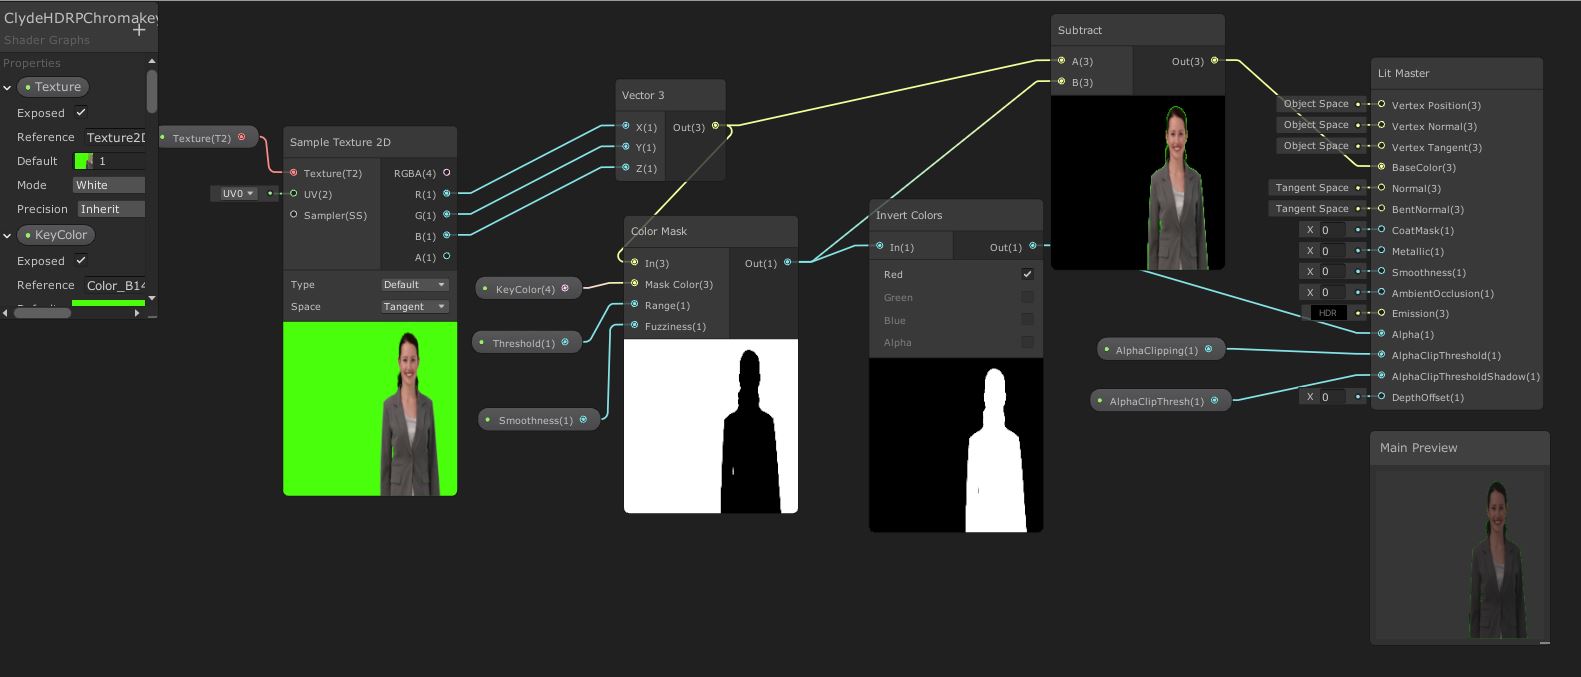 ClydeHDRPChromakey
Shader Graphs
Properties
Texture
Exposed
Reference Texture2D
Default 1
Mode White
Precision Inherit
KeyColor
Exposed
Reference Color_B14
Texture(T2)
UV0
Sample Texture 2D
Texture(T2) RGBA(4)
UV(2) R(1)
Sampler(SS) G(1)
B(1)
A(1)
Type Default
Space Tangent
Vector 3
X(1) Out(3)
Y(1)
Z(1)
KeyColor(4)
Threshold(1)
Smoothness(1)
Color Mask
In(3) Out(1)
Mask Color(3)
Range(1)
Fuzziness(1)
Invert Colors
In(1) Out(1)
Red
Green
Blue
Alpha
Subtract
A(3) Out(3)
B(3)
AlphaClipping(1)
AlphaClipThresh(1)
Lit Master
Object Space Vertex Position(3)
Object Space Vertex Normal(3)
Object Space Vertex Tangent(3)
BaseColor(3)
Tangent Space Normal(3)
Tangent Space BentNormal(3)
X 0 CoatMask(1)
X 0 Metallic(1)
X 0 Smoothness(1)
X 0 AmbientOcclusion(1)
HDR Emission(3)
Alpha(1)
AlphaClipThreshold(1)
AlphaClipThresholdShadow(1)
X 0 DepthOffset(1)
Main Preview